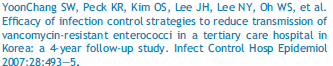 YoonChang SW, Peck KR, Kim OS, Lee JH, Lee NY, Oh WS, et al.
Efficacy of infection control strategies to reduce transmission of
vancomycin-resistant enterococci in a tertiary care hospital in
Korea: a 4-year follow-up study. Infect Control Hosp Epidemiol
2007;28:493–5.